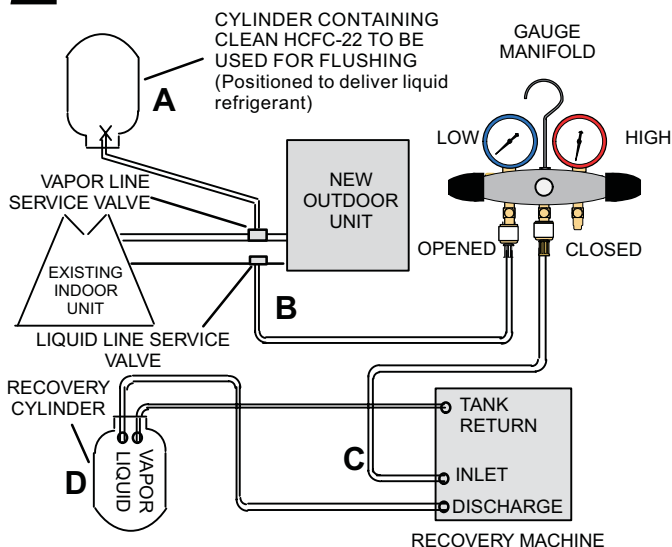 CYLINDER CONTAINING
CLEAN HCFC-22 TO BE
USED FOR FLUSHING
(Positioned to deliver liquid
refrigerant)
A
GAUGE
MANIFOLD
LOW
HIGH
VAPOR LINE
SERVICE VALVE
NEW
OUTDOOR
UNIT
OPENED
CLOSED
EXISTING
INDOOR
UNIT
B
LIQUID LINE SERVICE
VALVE
RECOVERY
CYLINDER
TANK
RETURN
C
D
LIQUID
VAPOR
INLET
DISCHARGE
RECOVERY MACHINE